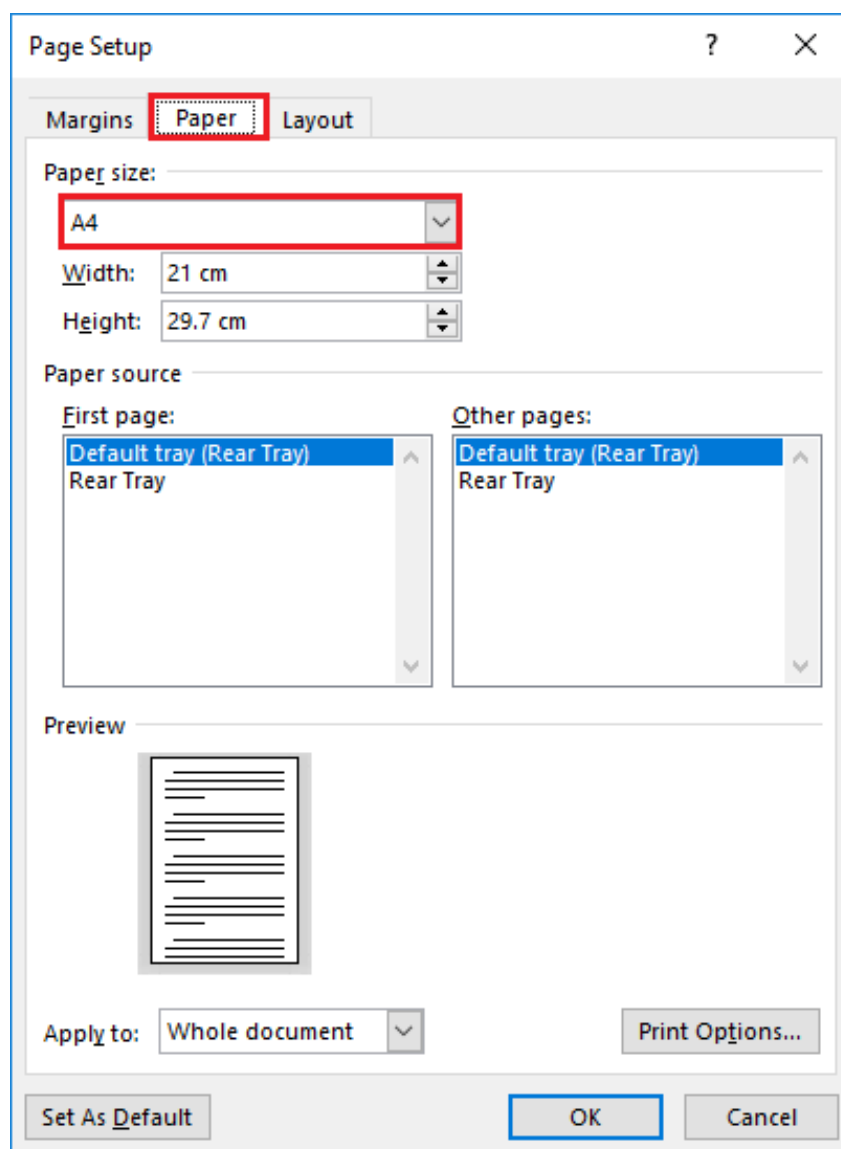 Page Setup ?
Margins Paper Layout
Paper size:
A4
Width: 21 cm
Height: 29.7 cm
Paper source
First page: Other pages:
Default tray (Rear Tray) Default tray (Rear Tray)
Rear Tray Rear Tray
Preview
Apply to: Whole document Print Options...
Set As Default OK Cancel